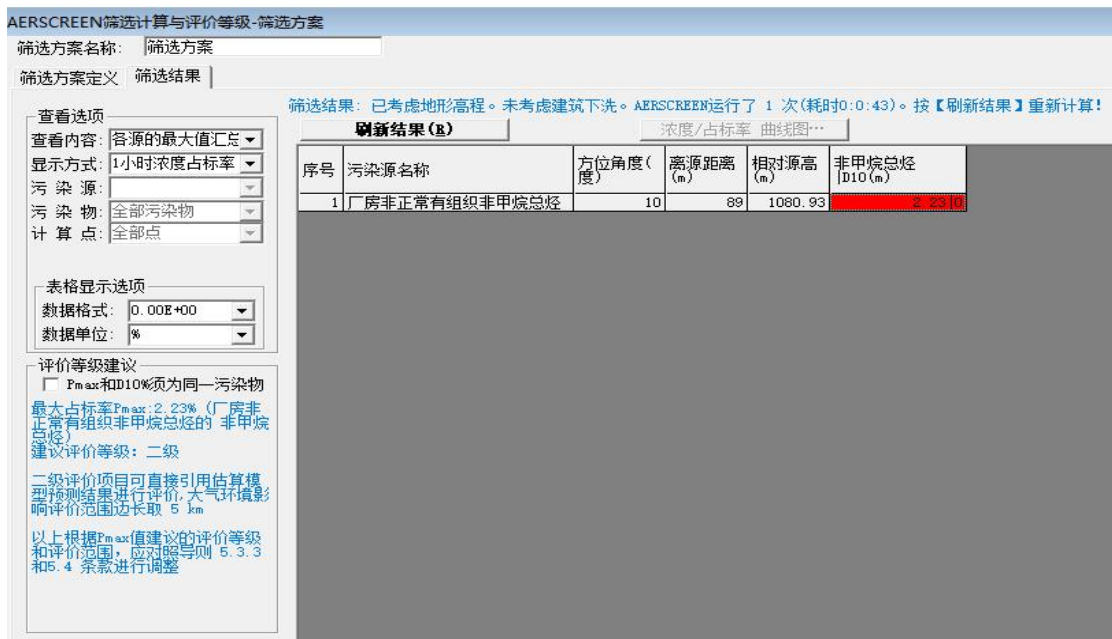 AERSCREEN筛选计算与评价等级-筛选方案
筛选方案名称: 筛选方案
筛选方案定义 筛选结果
查看选项
查看内容: 各源的最大值汇总
显示方式: 1小时浓度占标率
污 染 源:
污 染 物: 全部污染物
计 算 点: 全部点
表格显示选项
数据格式: 0.00E+00
数据单位: %
评价等级建议
Pmax和D10%须为同一污染物
最大占标率Pmax:2.23% (厂房非
正常有组织非甲烷总烃的 非甲烷
总烃)
建议评价等级: 二级
二级评价项目可直接引用估算模
型预测结果进行评价,大气环境影
响评价范围边长取 5 km
以上根据Pmax值建议的评价等级
和评价范围，应对照导则 5.3.3
和5.4 条款进行调整
筛选结果: 已考虑地形高程。未考虑建筑下洗。AERSCREEN运行了 1 次(耗时0:0:43)。按【刷新结果】重新计算!
刷新结果(R) 浓度/占标率 曲线图…
序号 污染源名称 方位角度(度) 离源距离(m) 相对源高(m) 非甲烷总烃|D10(m)
1 厂房非正常有组织非甲烷总烃 10 89 1080.93 2.23|0